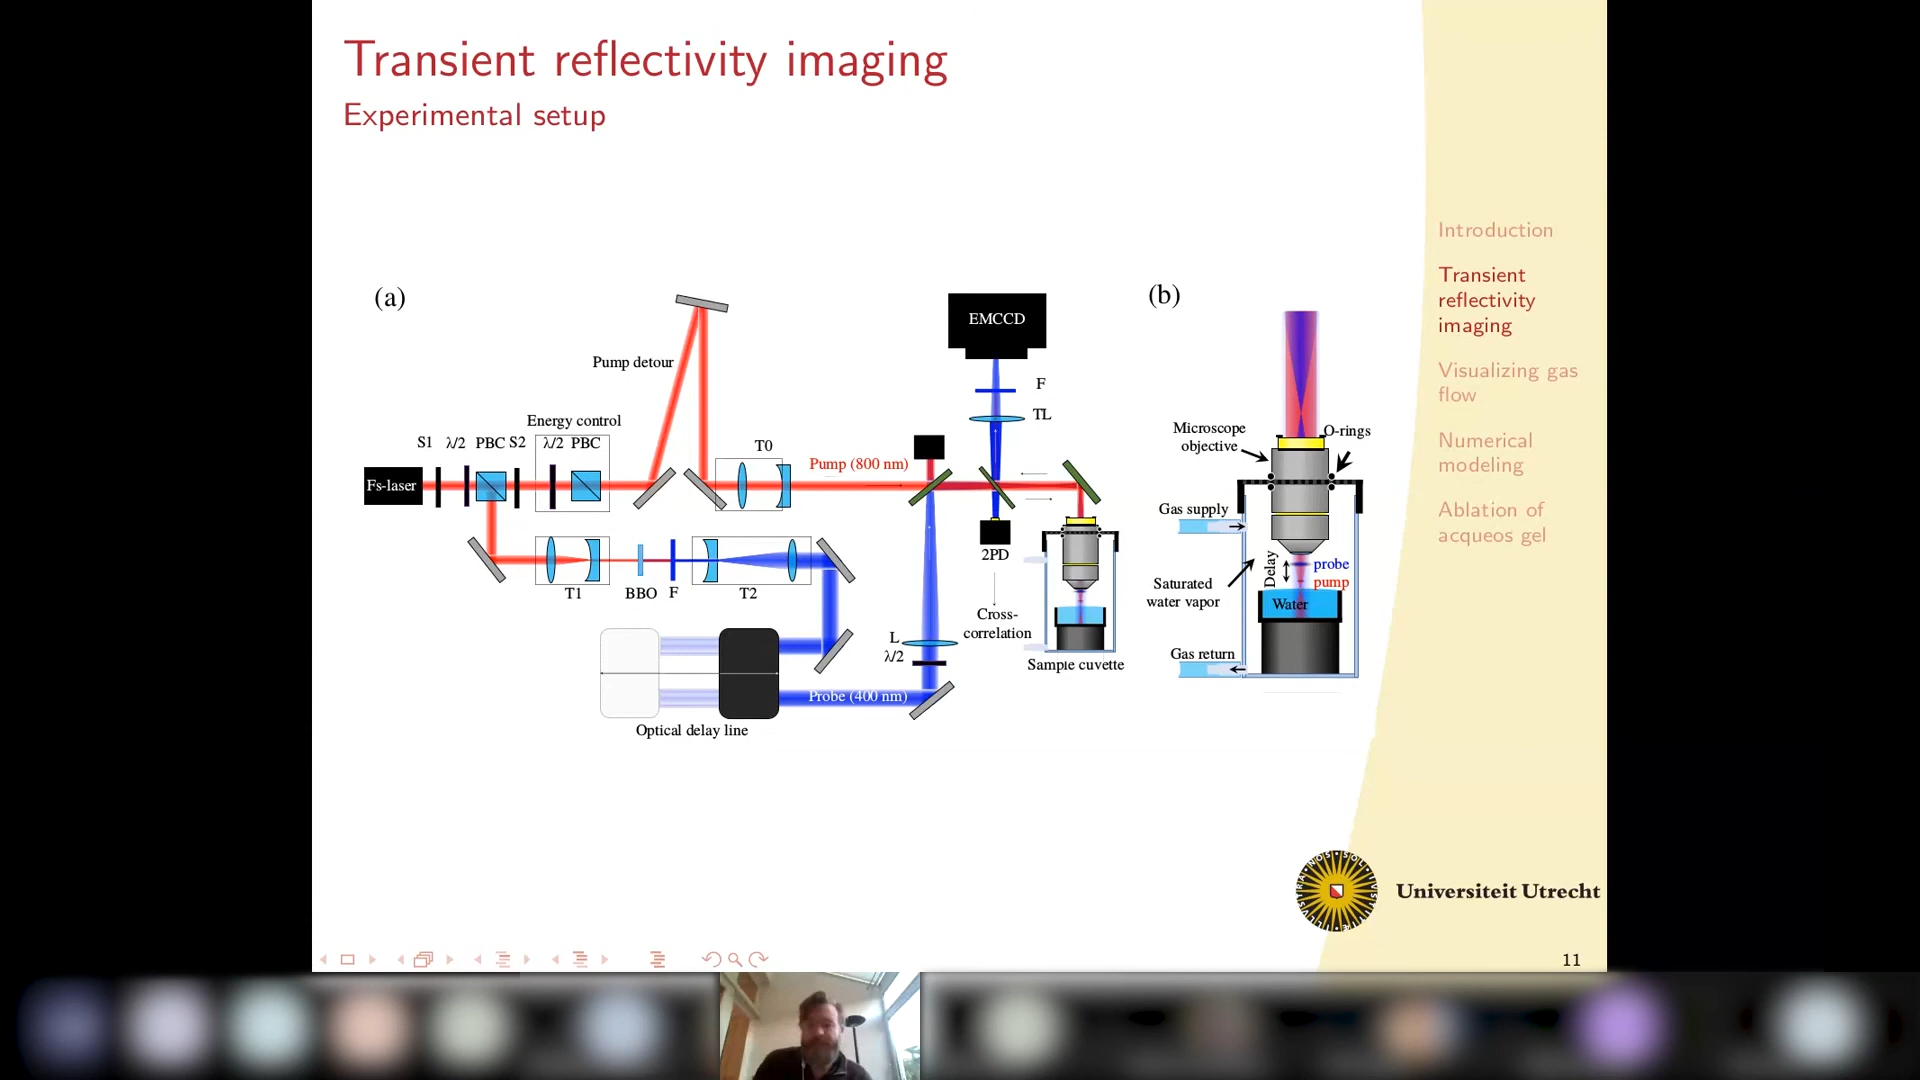 Transient reflectivity imaging
Experimental setup
(a)
Pump detour
Energy control
S1 λ/2 PBC S2 λ/2 PBC
Fs-laser
T0
Pump (800 nm)
EMCCD
F
TL
2PD
Cross-
correlation
T1
BBO
F
T2
L
λ/2
Probe (400 nm)
Optical delay line
Sample cuvette
(b)
Microscope
objective
O-rings
Gas supply
Delay
probe
pump
Saturated
water vapor
Water
Gas return
Introduction
Transient
reflectivity
imaging
Visualizing gas
flow
Numerical
modeling
Ablation of
acqueos gel
Universiteit Utrecht
11